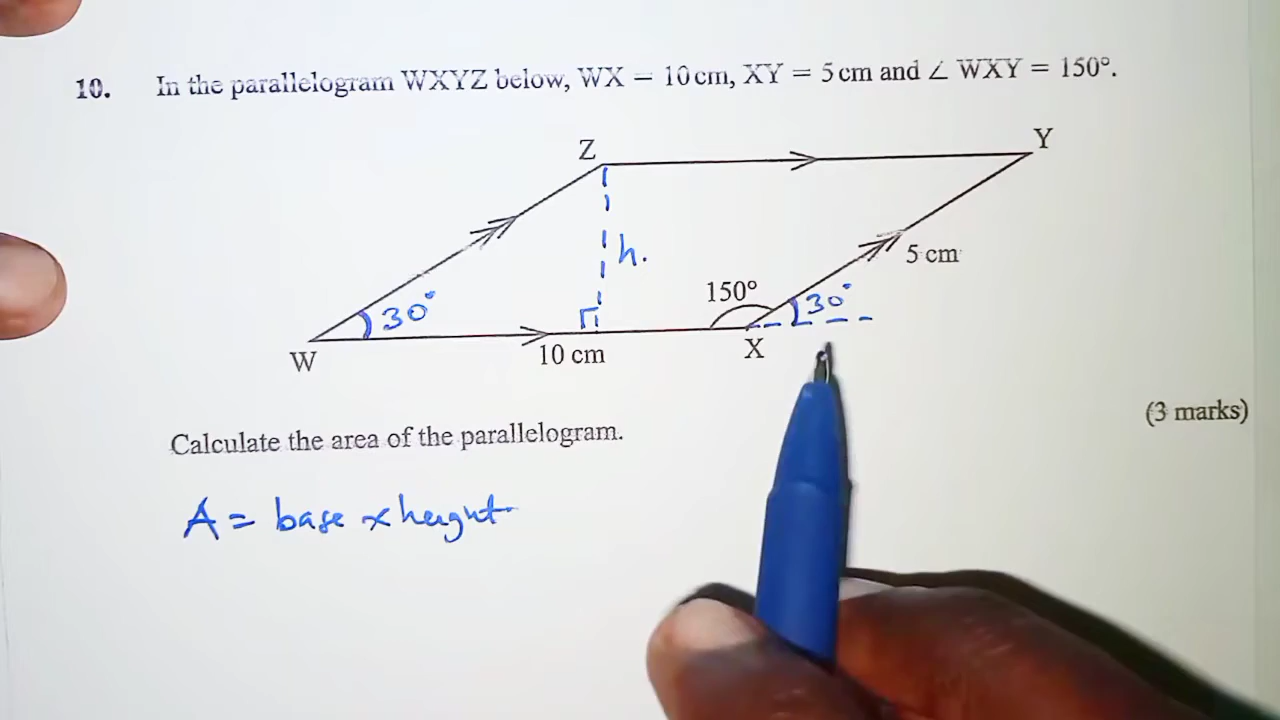 10. In the parallelogram WXYZ below, WX = 10 cm, XY = 5 cm and ∠ WXY = 150°.
Z
Y
h.
5 cm
150°
30°
30°
W
10 cm
X
(3 marks)
Calculate the area of the parallelogram.
A = base × height